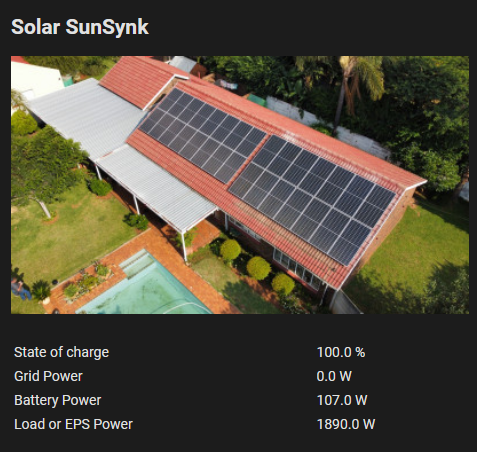 Solar SunSynk
State of charge 100.0 %
Grid Power 0.0 W
Battery Power 107.0 W
Load or EPS Power 1890.0 W